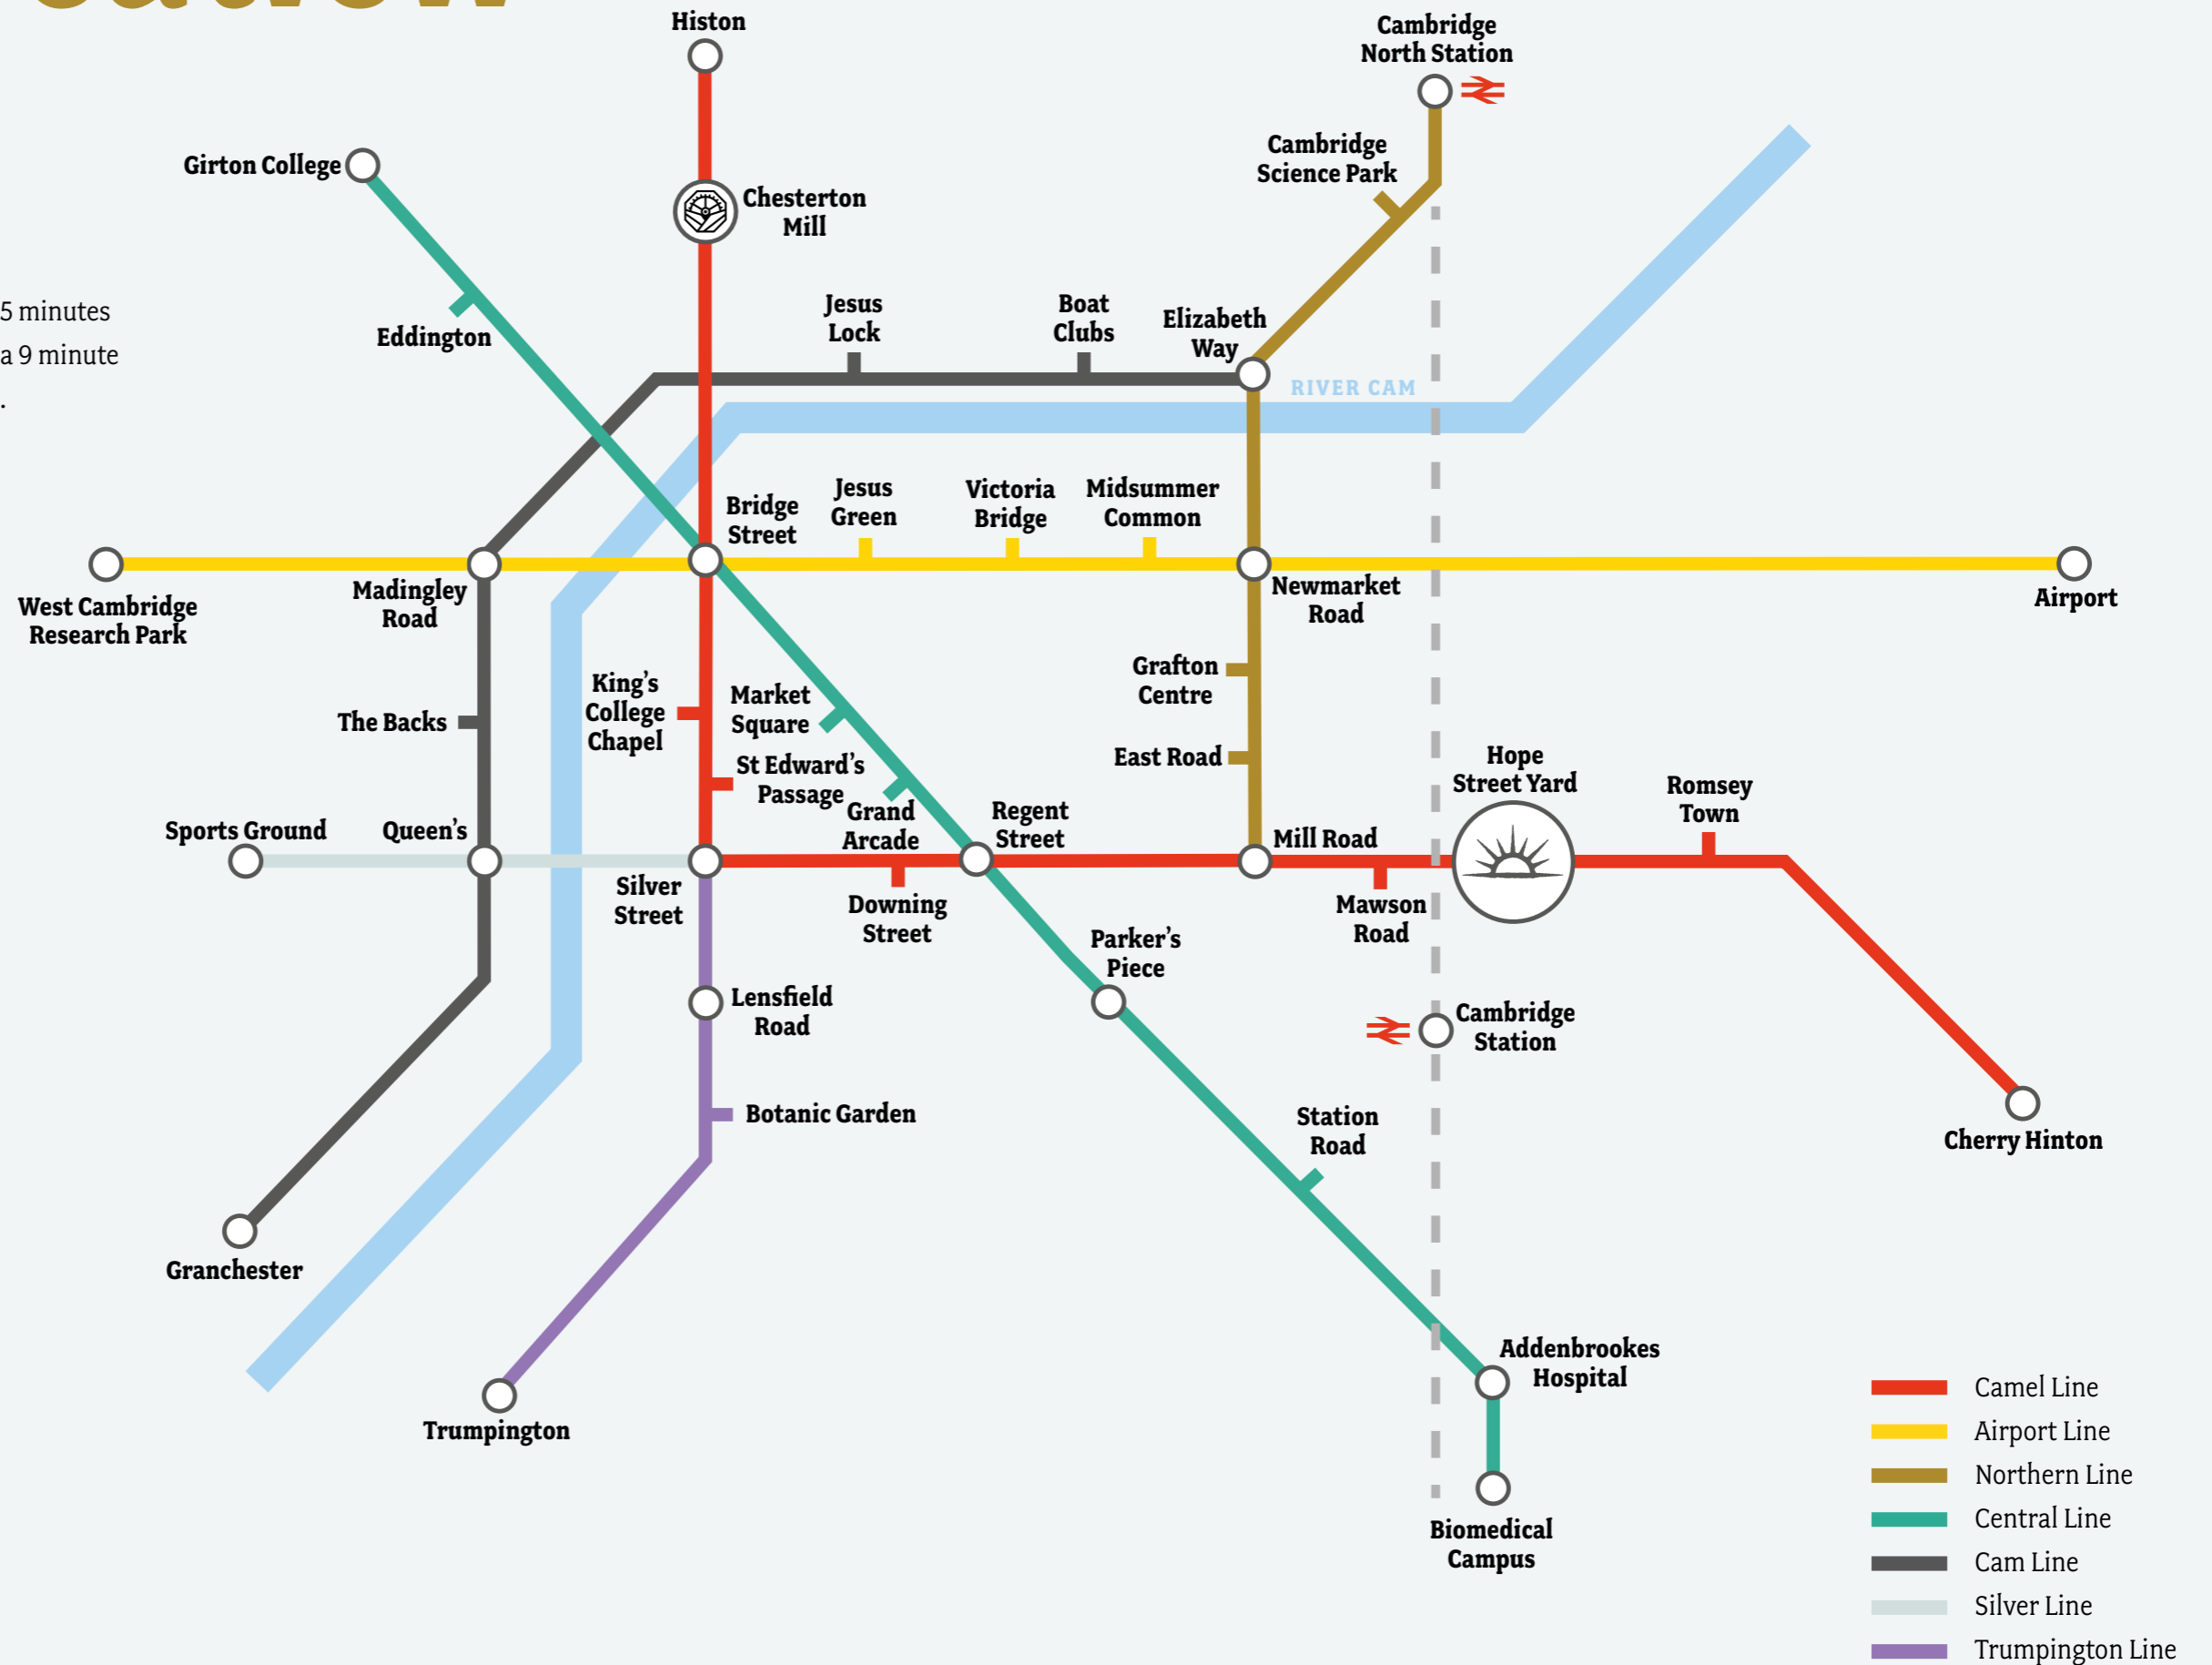 Histon
Cambridge
North Station
Girton College
Cambridge
Science Park
Chesterton
Mill
5 minutes
a 9 minute
.
Eddington
Jesus
Lock
Boat
Clubs
Elizabeth
Way
RIVER CAM
Bridge
Street
Jesus
Green
Victoria
Bridge
Midsummer
Common
West Cambridge
Research Park
Madingley
Road
Newmarket
Road
Airport
King’s
College
Chapel
Market
Square
Grafton
Centre
The Backs
St Edward’s
Passage
East Road
Hope
Street Yard
Romsey
Town
Sports Ground
Queen’s
Grand
Arcade
Regent
Street
Mill Road
Silver
Street
Downing
Street
Mawson
Road
Parker’s
Piece
Lensfield
Road
Cambridge
Station
Botanic Garden
Station
Road
Cherry Hinton
Granchester
Trumpington
Addenbrookes
Hospital
Biomedical
Campus
Camel Line
Airport Line
Northern Line
Central Line
Cam Line
Silver Line
Trumpington Line